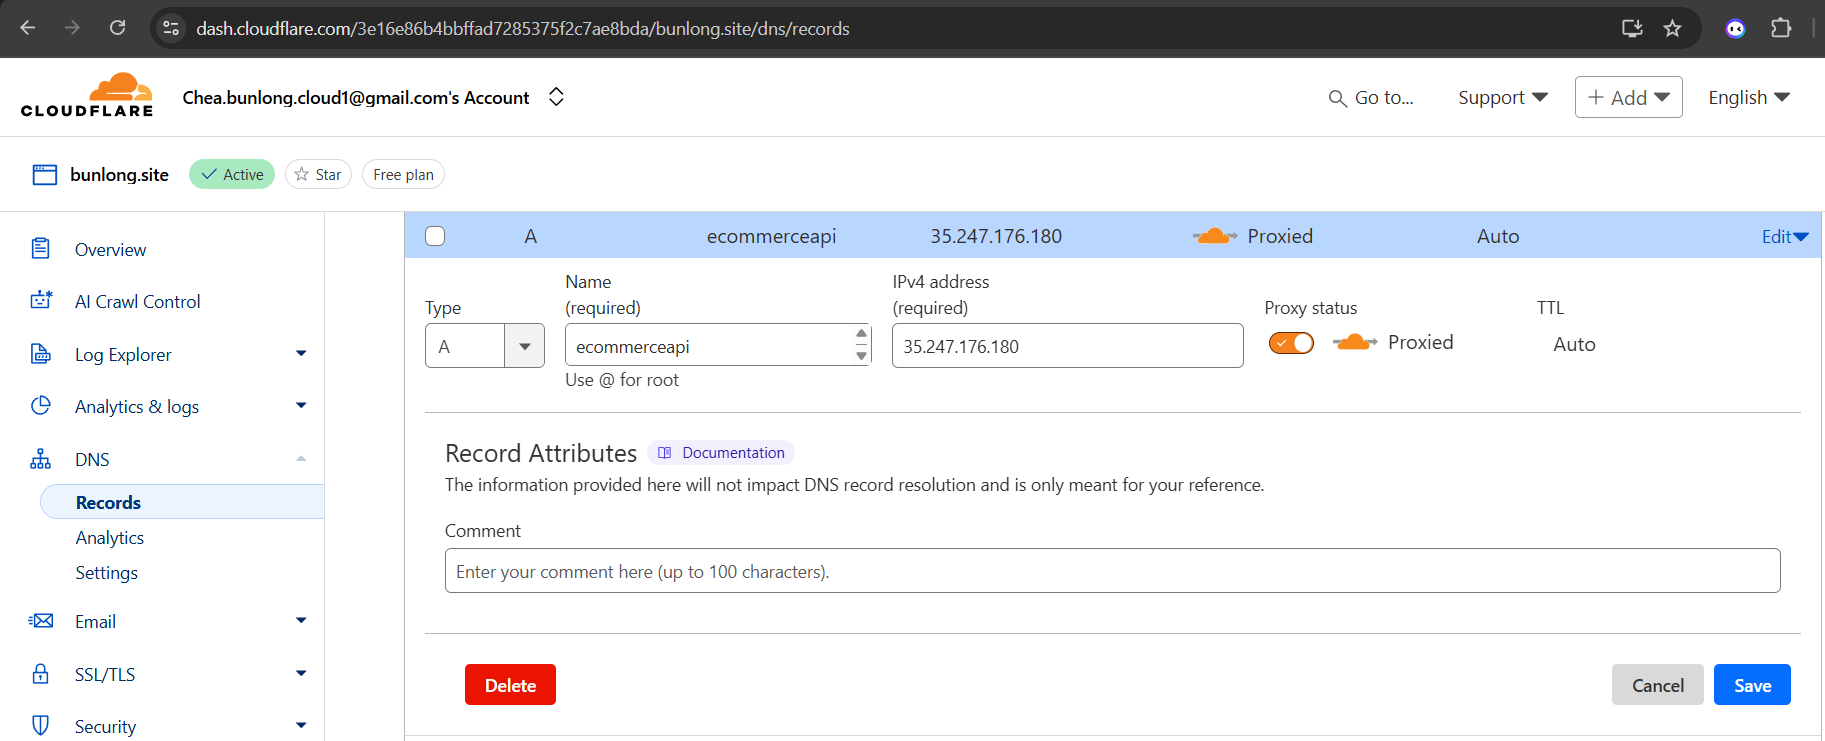 dash.cloudflare.com/3e16e86b4bbffad7285375f2c7ae8bda/bunlong.site/dns/records
CLOUDFLARE
Chea.bunlong.cloud1@gmail.com's Account
Go to...
Support
+ Add
English
bunlong.site
Active
Star
Free plan
Overview
AI Crawl Control
Log Explorer
Analytics & logs
DNS
Records
Analytics
Settings
Email
SSL/TLS
Security
A ecommerceapi 35.247.176.180 Proxied Auto Edit
Type
A
Name
(required)
ecommerceapi
Use @ for root
IPv4 address
(required)
35.247.176.180
Proxy status
Proxied
TTL
Auto
Record Attributes
Documentation
The information provided here will not impact DNS record resolution and is only meant for your reference.
Comment
Enter your comment here (up to 100 characters).
Delete
Cancel
Save